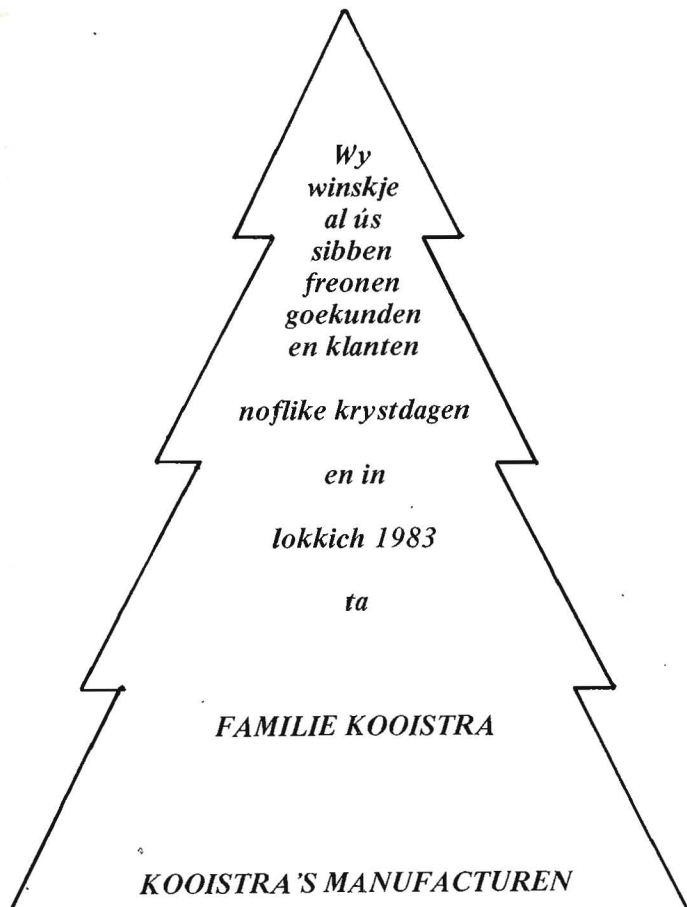 Wy
winskje
al ús
sibben
freonen
goekunden
en klanten
noflike krystdagen
en in
lokkich 1983
ta
FAMILIE KOOISTRA
KOOISTRA'S MANUFACTUREN